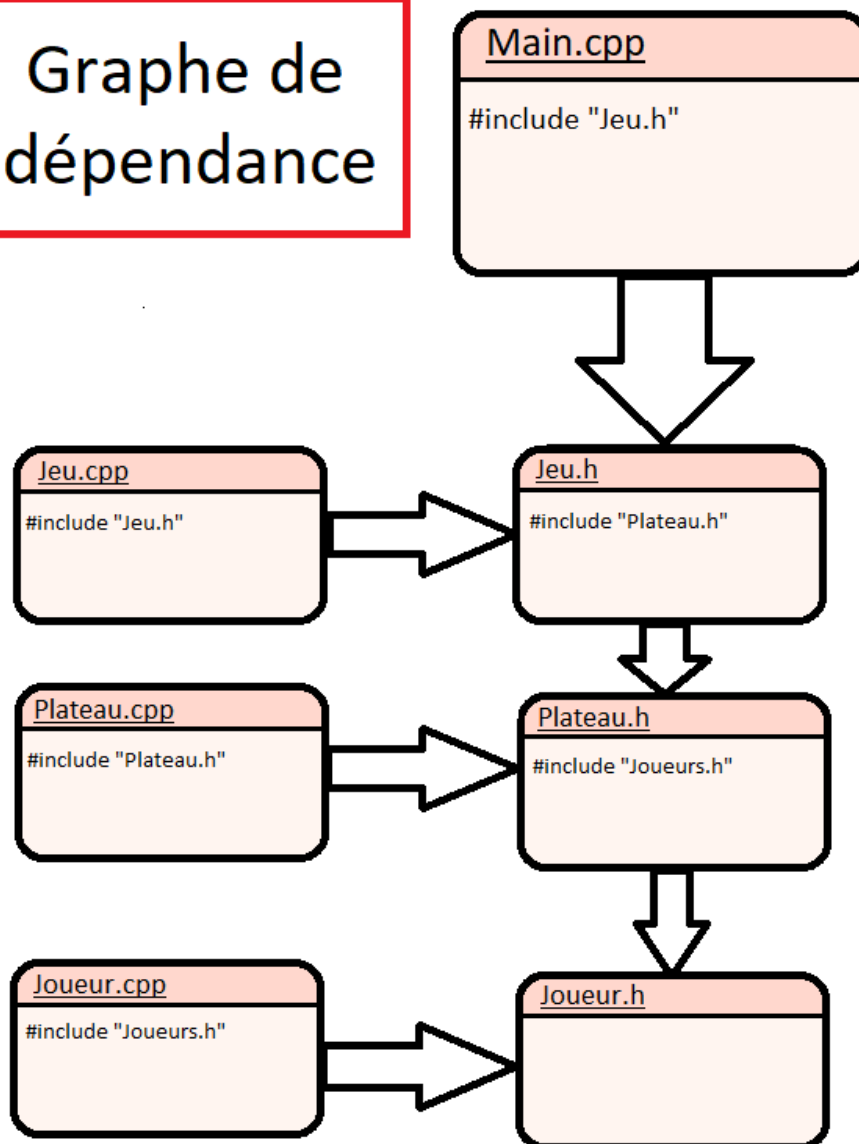 Graphe de
dépendance
Main.cpp
#include "Jeu.h"
Jeu.cpp
#include "Jeu.h"
Jeu.h
#include "Plateau.h"
Plateau.cpp
#include "Plateau.h"
Plateau.h
#include "Joueurs.h"
Joueur.cpp
#include "Joueurs.h"
Joueur.h